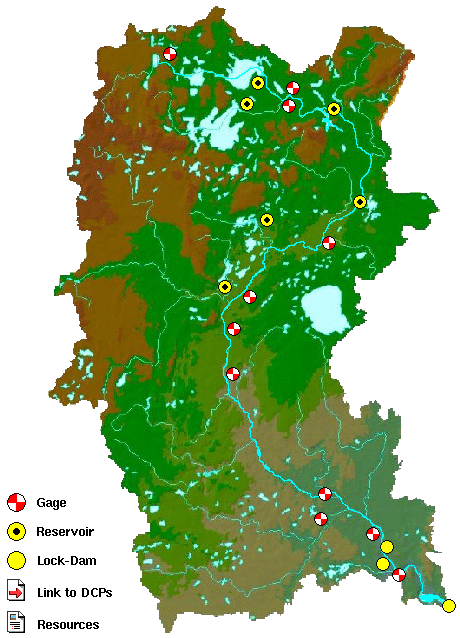 Gage
Reservoir
Lock-Dam
Link to DCPs
Resources